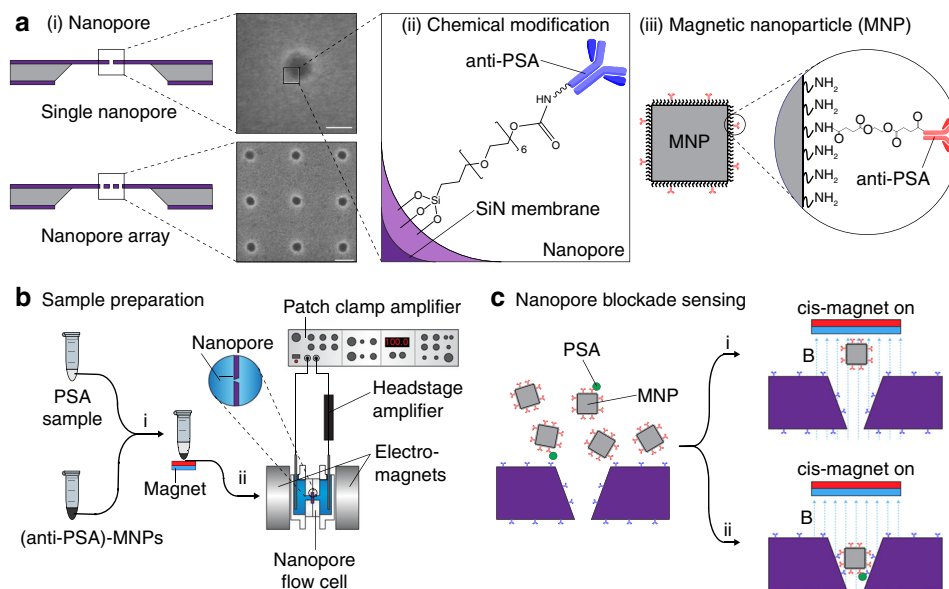 a
(i) Nanopore
Single nanopore
Nanopore array
(ii) Chemical modification
anti-PSA
HN
O
O
O
6
O
Si
O
O
O
SiN membrane
Nanopore
(iii) Magnetic nanoparticle (MNP)
MNP
NH2
NH2
NH
O
O
O
O
NH2
NH2
NH2
anti-PSA
b
Sample preparation
PSA
sample
i
(anti-PSA)-MNPs
Magnet
ii
Patch clamp amplifier
100.0
Nanopore
Headstage
amplifier
Electro-
magnets
Nanopore
flow cell
c
Nanopore blockade sensing
PSA
MNP
i
cis-magnet on
B
ii
cis-magnet on
B